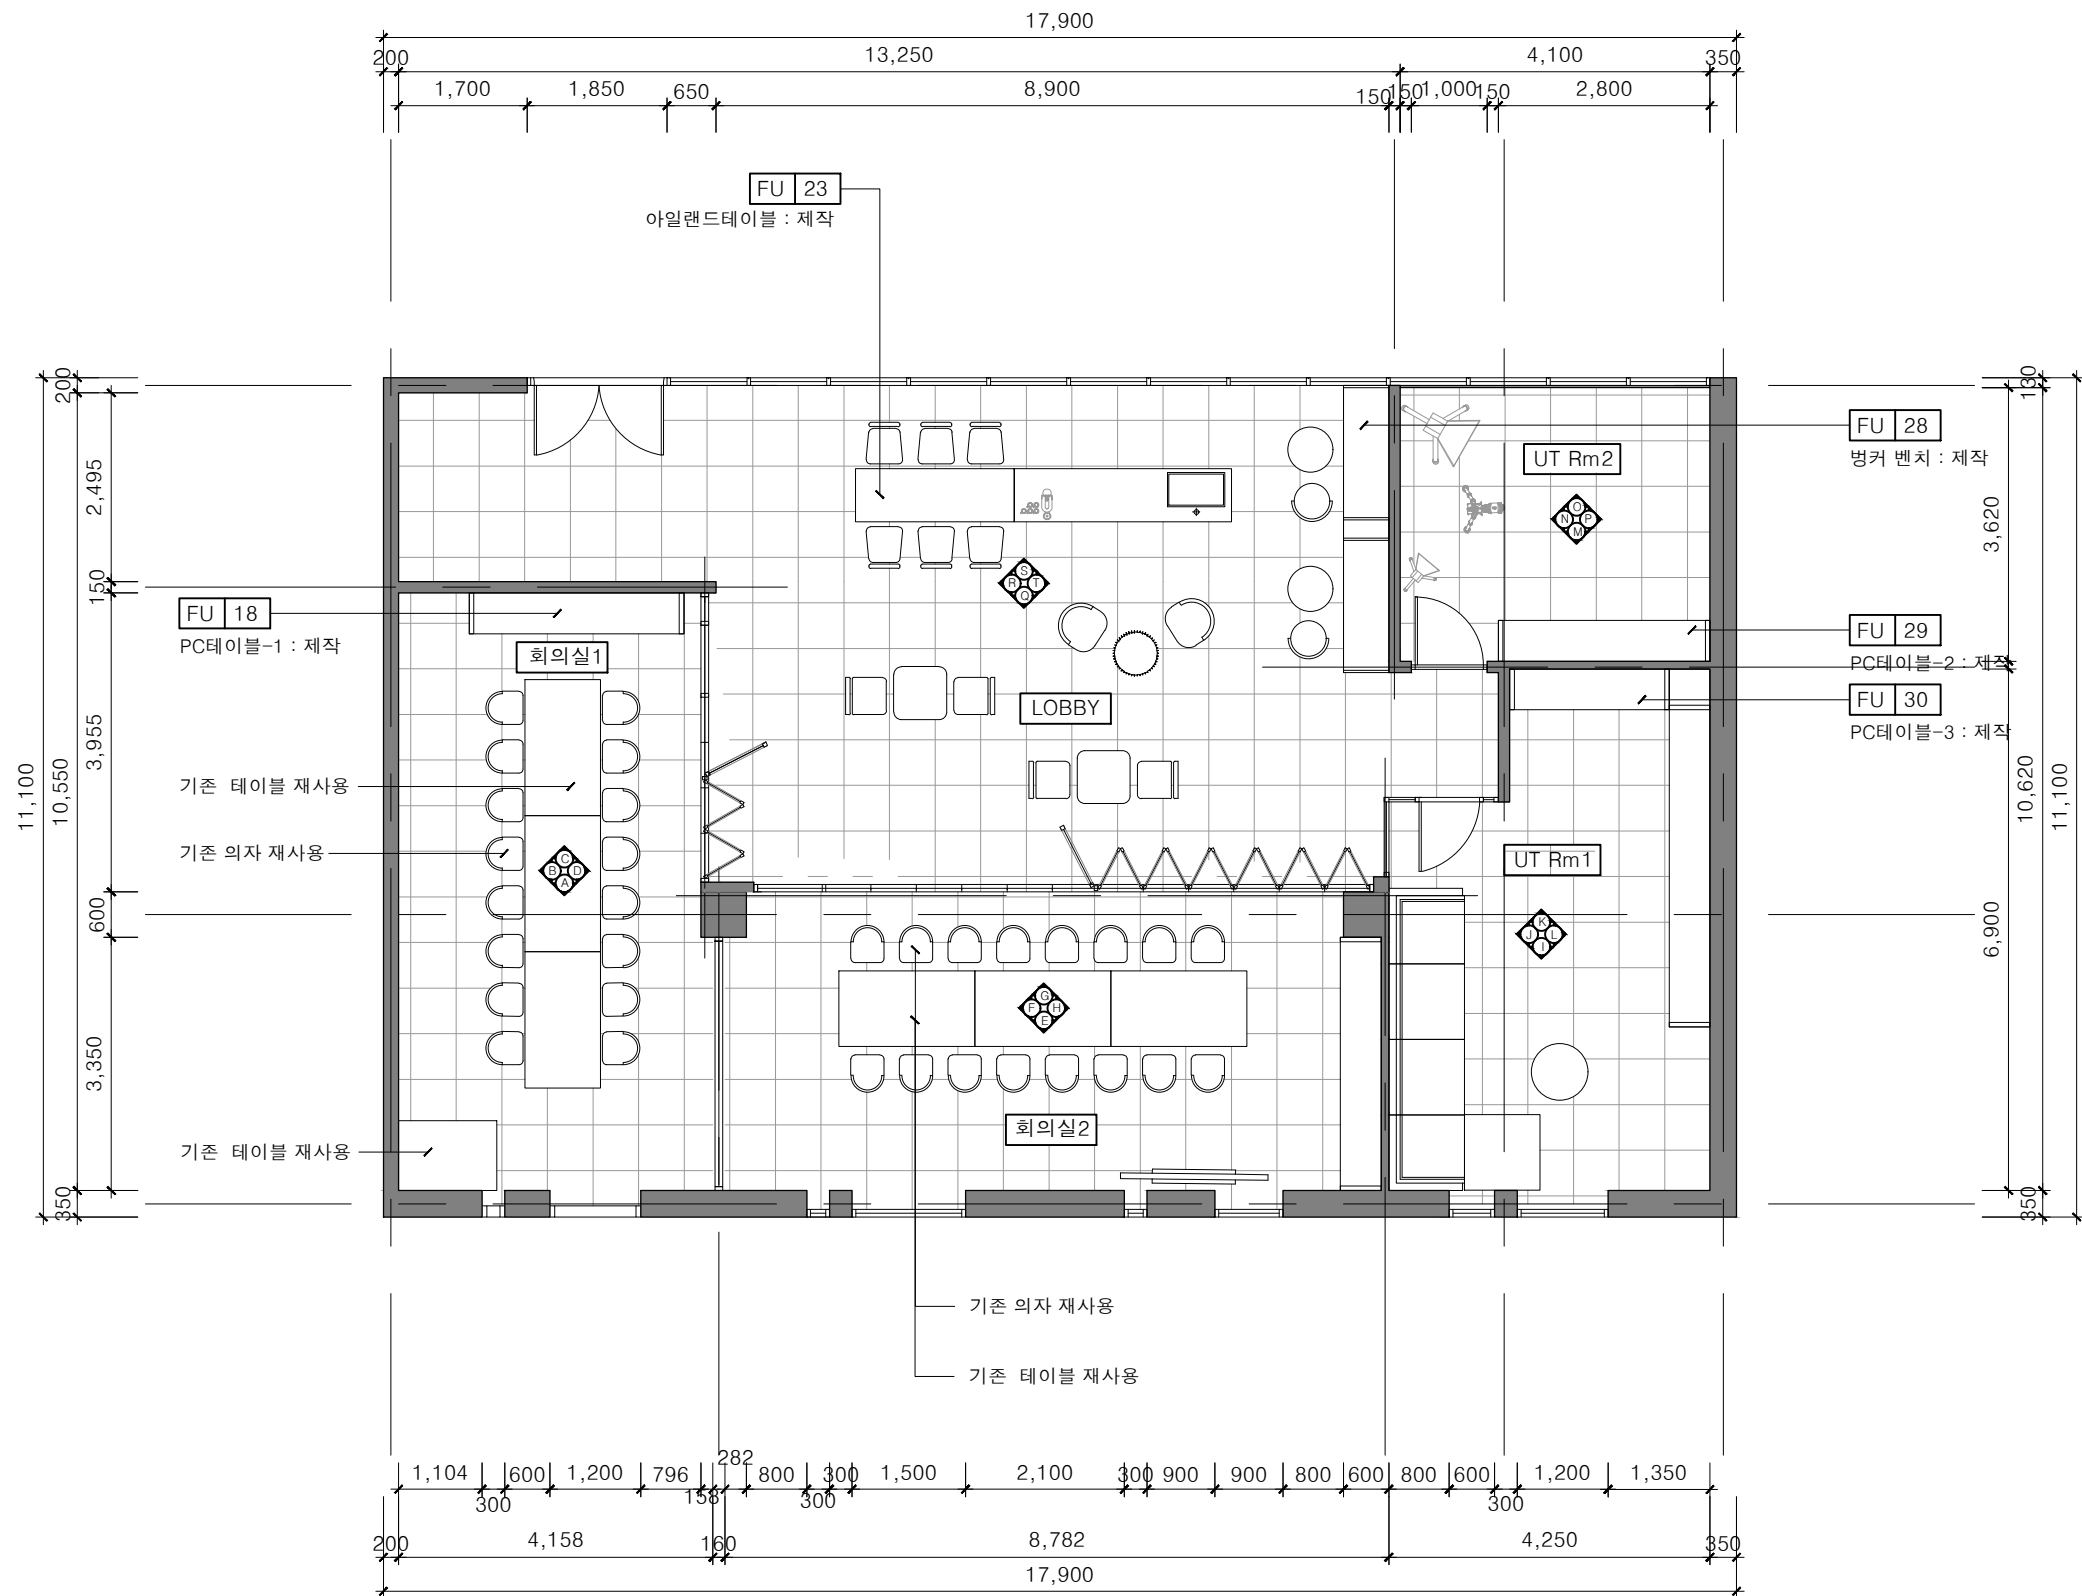 17,900
200 13,250 4,100 350
1,700 1,850 650 8,900 150 150 1,000 150 2,800
FU 23
아일랜드테이블 : 제작
200 130
FU 28
벙커 벤치 : 제작
UT Rm2
2,495 3,620
O
N P
M
S
R T
Q
150
FU 18
PC테이블-1 : 제작
회의실1
FU 29
PC테이블-2 : 제작
FU 30
PC테이블-3 : 제작
LOBBY
3,955
기존 테이블 재사용
11,100 10,550 10,620 11,100
기존 의자 재사용
C
B D
A
UT Rm1
600 6,900
K
J L
I
G
F H
E
3,350
회의실2
기존 테이블 재사용
350 350
기존 의자 재사용
기존 테이블 재사용
282
1,104 600 1,200 796 800 300 1,500 2,100 300 900 900 800 600 800 600 1,200 1,350
300 158 300 300
200 4,158 160 8,782 4,250 350
17,900